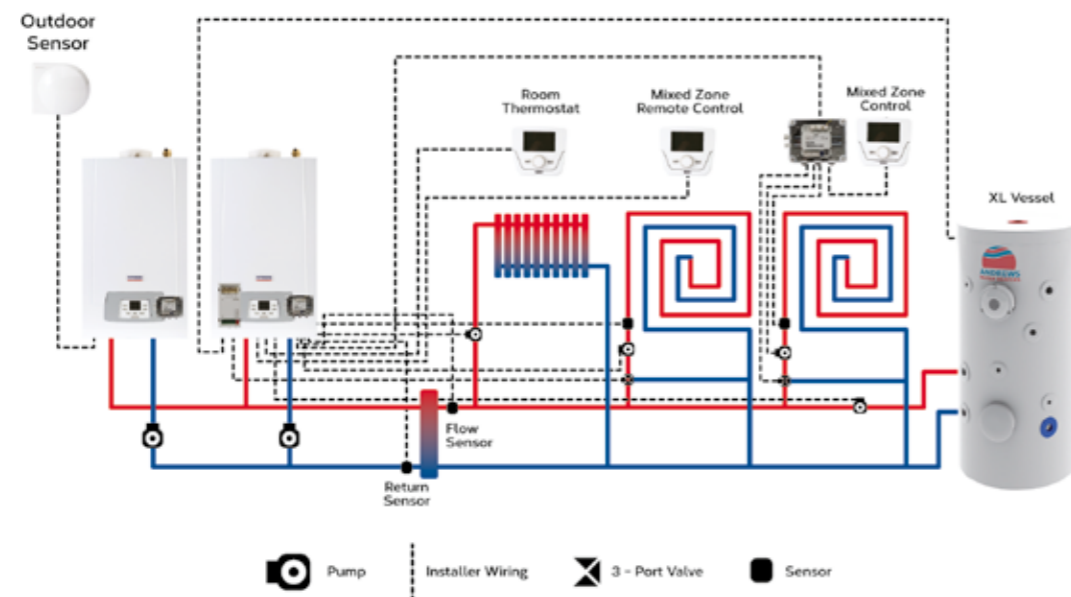 Outdoor
Sensor
Room
Thermostat
Mixed Zone
Remote Control
Mixed Zone
Control
XL Vessel
ANDREWS
Flow
Sensor
Return
Sensor
Pump
Installer Wiring
3 - Port Valve
Sensor